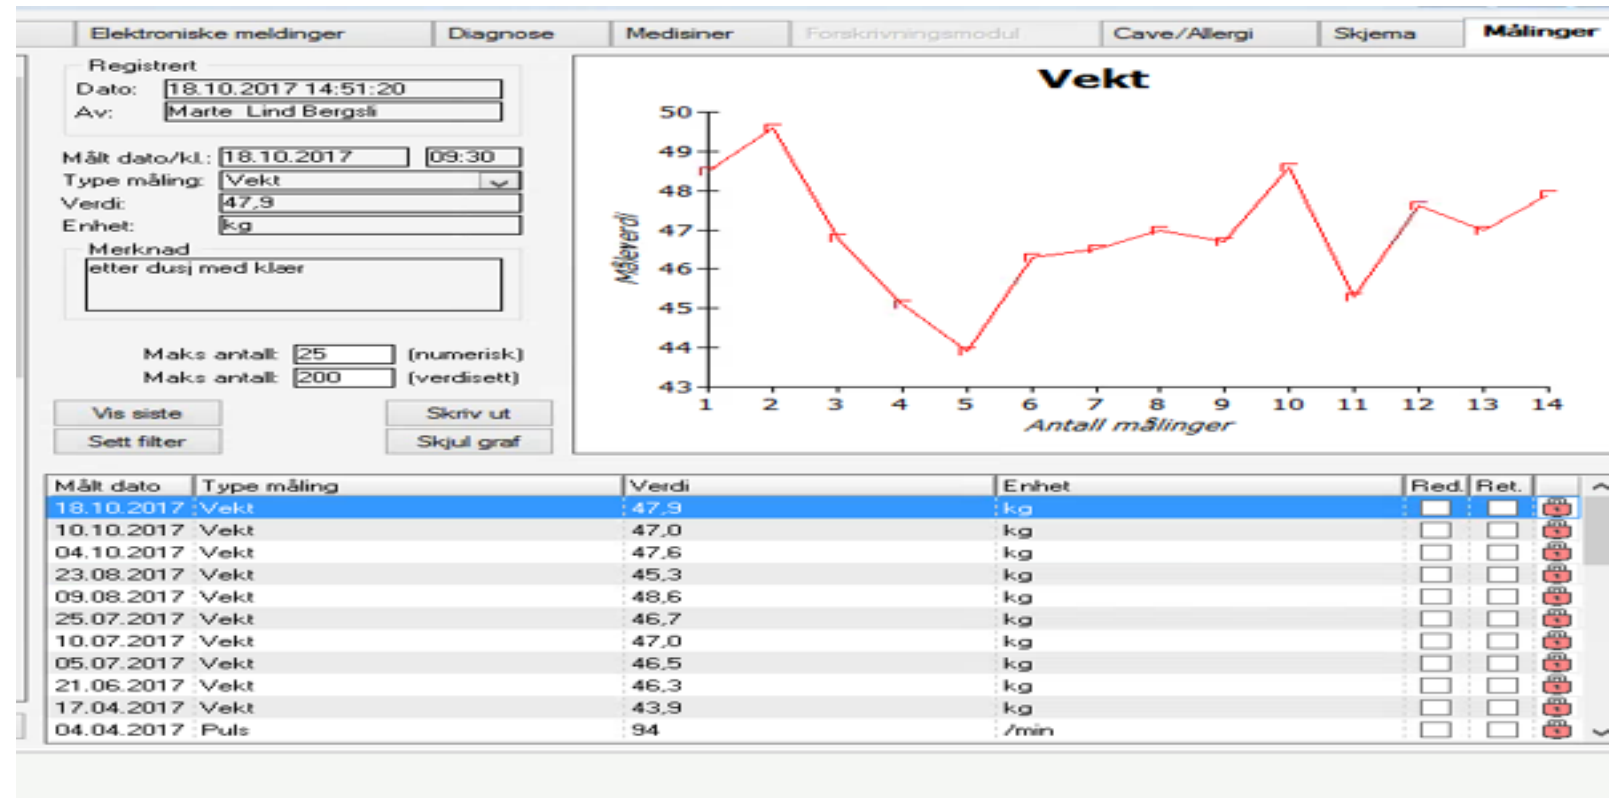 Elektroniske meldinger Diagnose Medisiner Forskrivningsmodul Cave/Allergi Skjema Målinger
Registrert
Dato: 18.10.2017 14:51:20
Av: Marte Lind Bergsli
Målt dato/kl.: 18.10.2017 09:30
Type måling: Vekt
Verdi: 47,9
Enhet: kg
Merknad
etter dusj med klær
Maks antall: 25 (numerisk)
Maks antall: 200 (verdisett)
Vis siste Skriv ut
Sett filter Skjul graf
Vekt
50
49
48
47
46
45
44
43
Måleverdi
1 2 3 4 5 6 7 8 9 10 11 12 13 14
Antall målinger
Målt dato Type måling Verdi Enhet Red. Ret.
18.10.2017 Vekt 47,9 kg
10.10.2017 Vekt 47,0 kg
04.10.2017 Vekt 47,6 kg
23.08.2017 Vekt 45,3 kg
09.08.2017 Vekt 48,6 kg
25.07.2017 Vekt 46,7 kg
10.07.2017 Vekt 47,0 kg
05.07.2017 Vekt 46,5 kg
21.06.2017 Vekt 46,3 kg
17.04.2017 Vekt 43,9 kg
04.04.2017 Puls 94 /min